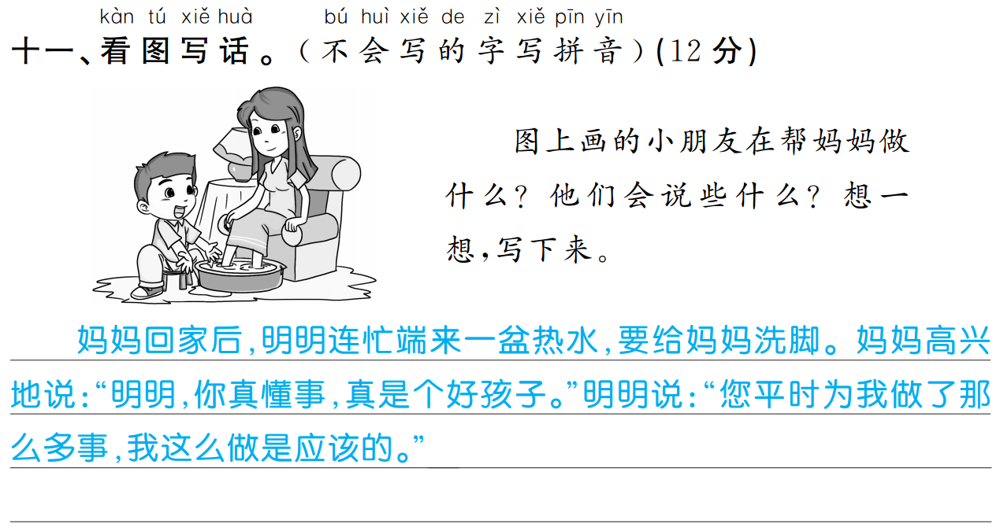 kàn tú xiě huà bú huì xiě de zì xiě pīn yīn
十一、看图写话。（不会写的字写拼音）(12分)
图上画的小朋友在帮妈妈做
什么？他们会说些什么？想一
想，写下来。
妈妈回家后，明明连忙端来一盆热水，要给妈妈洗脚。妈妈高兴
地说：“明明，你真懂事，真是个好孩子。”明明说：“您平时为我做了那
么多事，我这么做是应该的。”